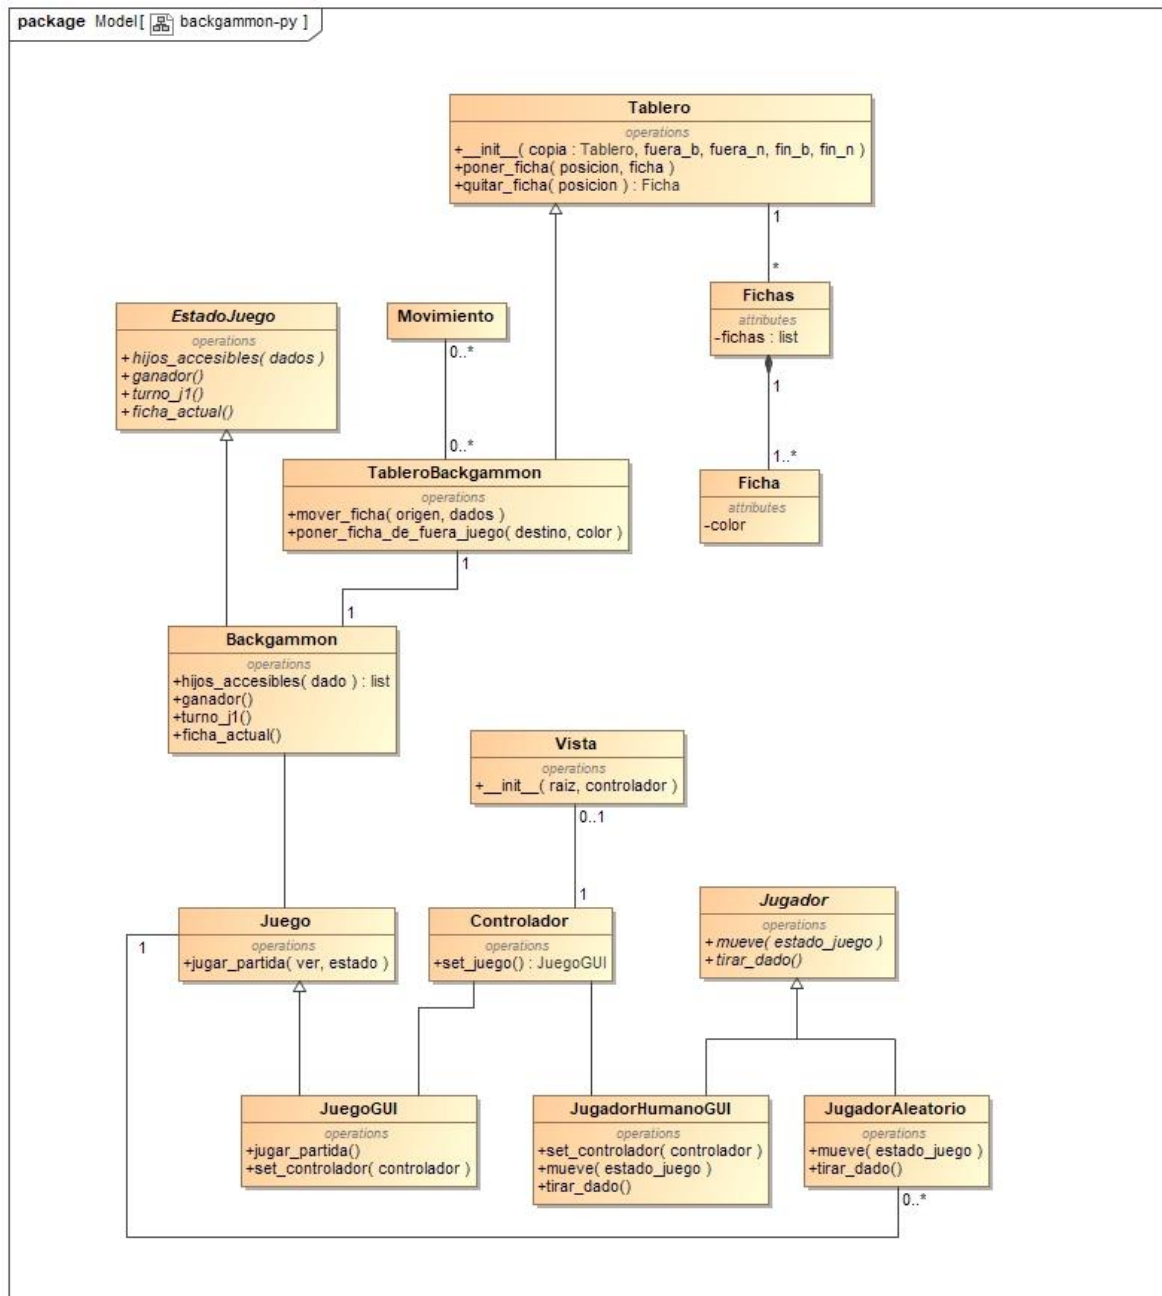 package Model[ backgammon-py ]
Tablero
operations
+__init__( copia : Tablero, fuera_b, fuera_n, fin_b, fin_n )
+poner_ficha( posicion, ficha )
+quitar_ficha( posicion ) : Ficha
1
*
Fichas
attributes
-fichas : list
1
1..*
Ficha
attributes
-color
EstadoJuego
operations
+hijos_accesibles( dados )
+ganador()
+turno_j1()
+ficha_actual()
Movimiento
0..*
0..*
TableroBackgammon
operations
+mover_ficha( origen, dados )
+poner_ficha_de_fuera_juego( destino, color )
1
1
Backgammon
operations
+hijos_accesibles( dado ) : list
+ganador()
+turno_j1()
+ficha_actual()
Vista
operations
+__init__( raiz, controlador )
0..1
1
Juego
operations
+jugar_partida( ver, estado )
1
Controlador
operations
+set_juego() : JuegoGUI
Jugador
operations
+mueve( estado_juego )
+tirar_dado()
JuegoGUI
operations
+jugar_partida()
+set_controlador( controlador )
JugadorHumanoGUI
operations
+set_controlador( controlador )
+mueve( estado_juego )
+tirar_dado()
JugadorAleatorio
operations
+mueve( estado_juego )
+tirar_dado()
0..*